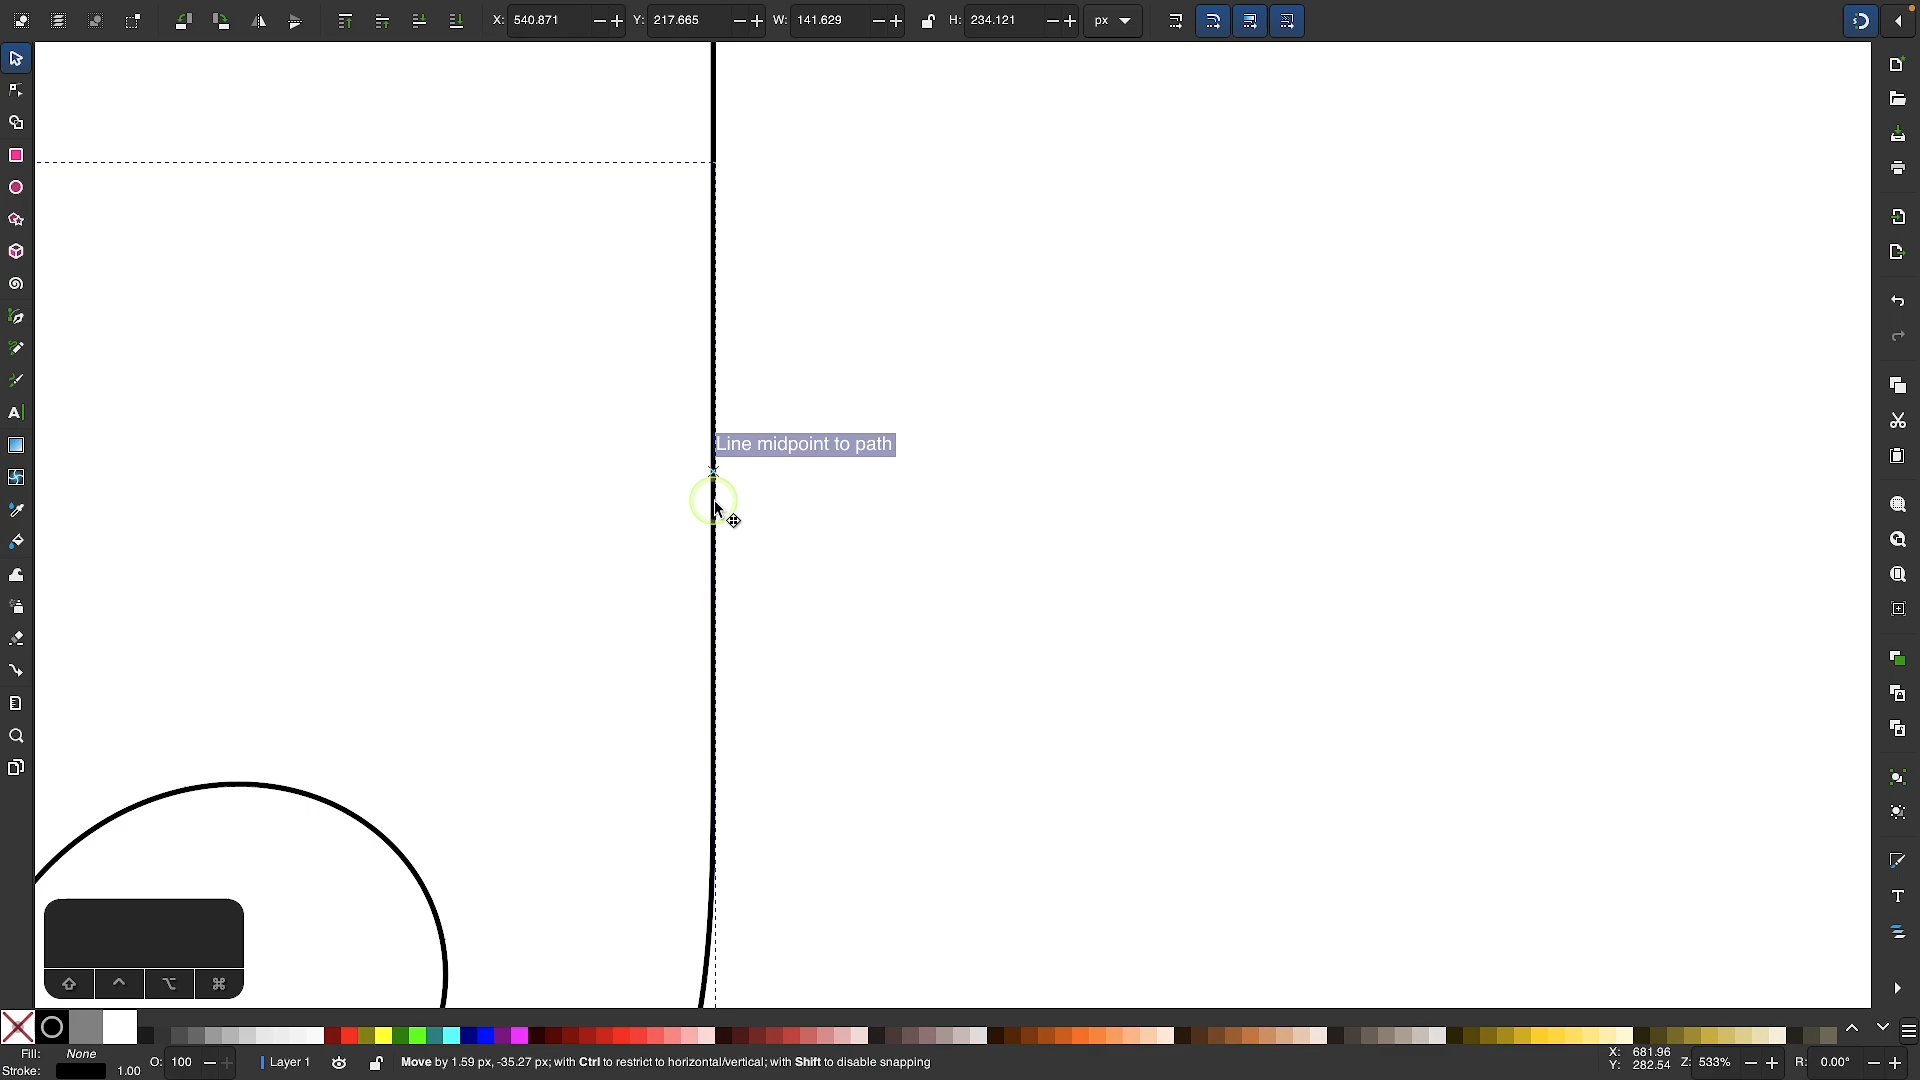 X: 540.871 Y: 217.665 W: 141.629 H: 234.121 px
Line midpoint to path
Fill: None
Stroke: 1.00
O: 100
Layer 1
Move by 1.59 px, -35.27 px; with Ctrl to restrict to horizontal/vertical; with Shift to disable snapping
X: 681.96
Y: 282.54
Z: 533%
R: 0.00°